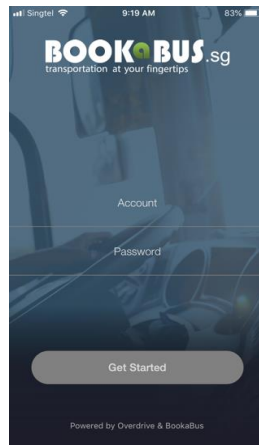 Singtel 9:19 AM 83%
BOOKaBUS.sg
transportation at your fingertips
Account
Password
Get Started
Powered by Overdrive & BookaBus